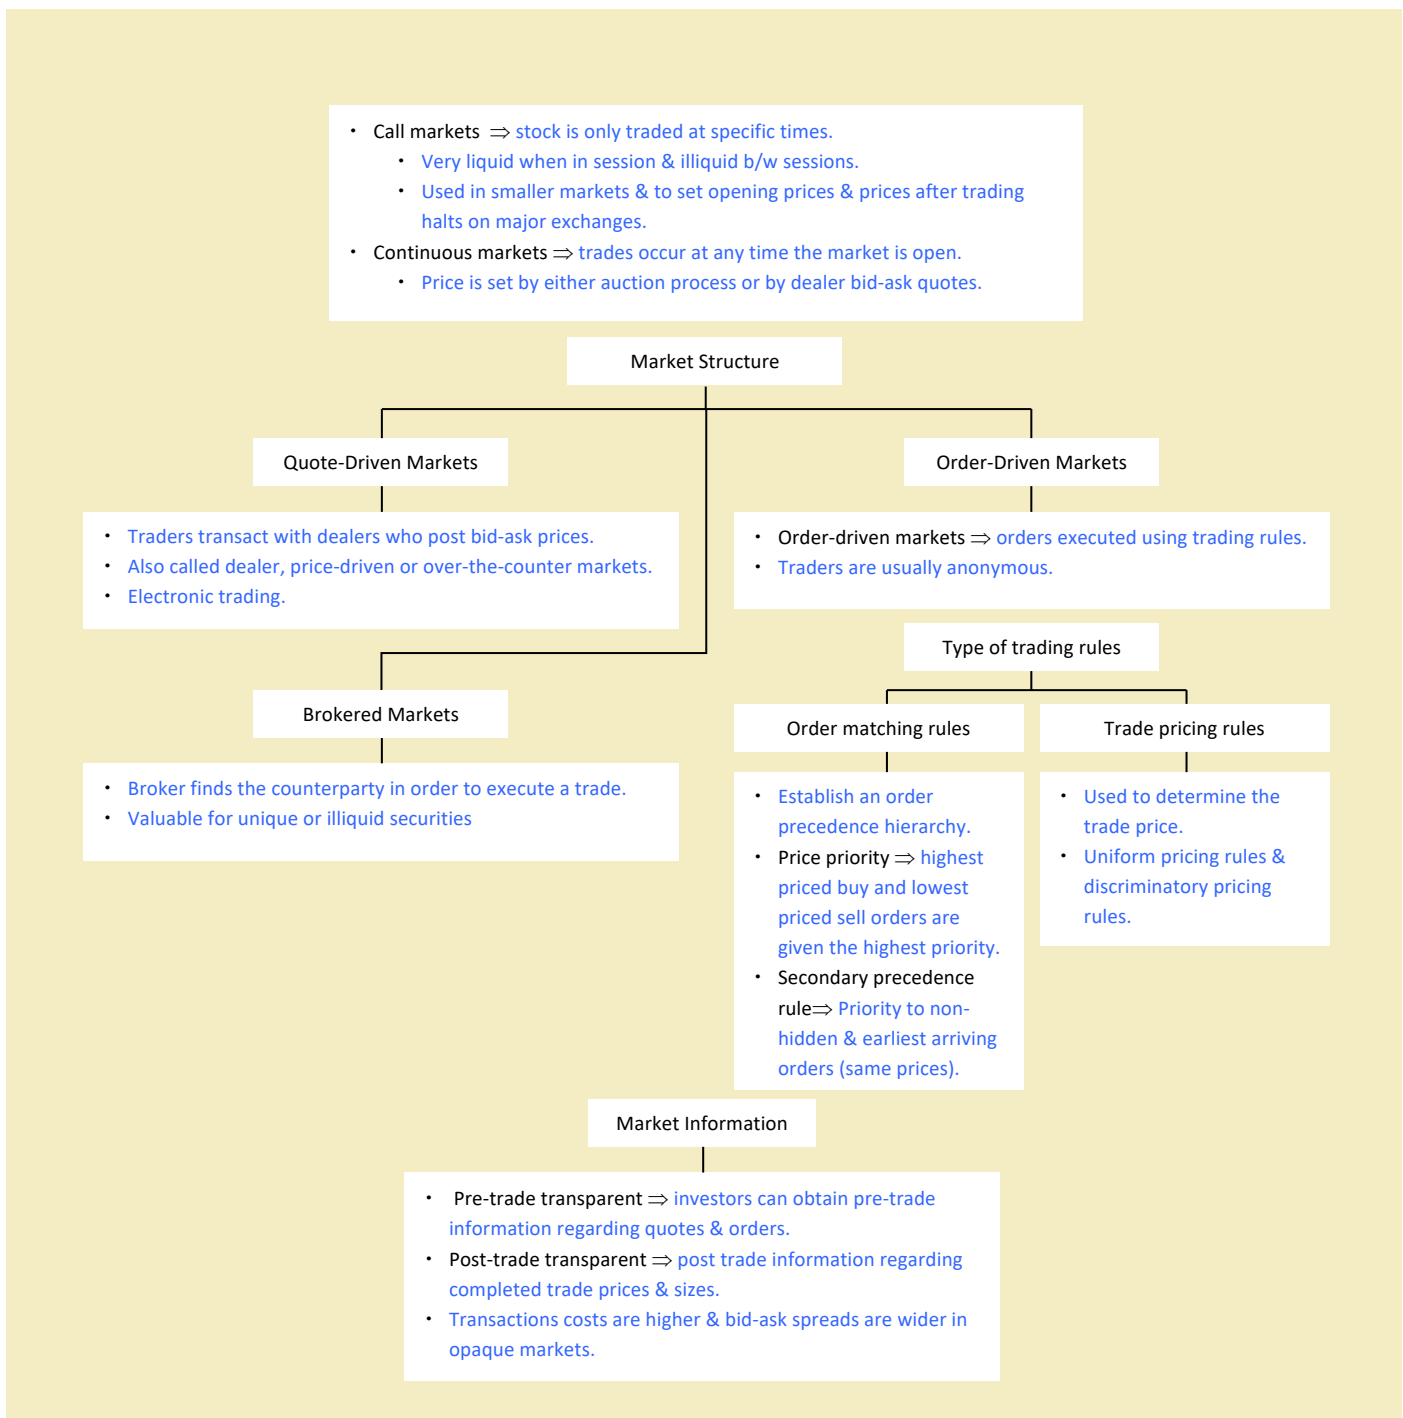 • Call markets ⇒ stock is only traded at specific times.
• Very liquid when in session & illiquid b/w sessions.
• Used in smaller markets & to set opening prices & prices after trading
halts on major exchanges.
• Continuous markets ⇒ trades occur at any time the market is open.
• Price is set by either auction process or by dealer bid-ask quotes.
Market Structure
Quote-Driven Markets
• Traders transact with dealers who post bid-ask prices.
• Also called dealer, price-driven or over-the-counter markets.
• Electronic trading.
Order-Driven Markets
• Order-driven markets ⇒ orders executed using trading rules.
• Traders are usually anonymous.
Brokered Markets
• Broker finds the counterparty in order to execute a trade.
• Valuable for unique or illiquid securities
Type of trading rules
Order matching rules
• Establish an order
precedence hierarchy.
• Price priority ⇒ highest
priced buy and lowest
priced sell orders are
given the highest priority.
• Secondary precedence
rule⇒ Priority to non-
hidden & earliest arriving
orders (same prices).
Trade pricing rules
• Used to determine the
trade price.
• Uniform pricing rules &
discriminatory pricing
rules.
Market Information
• Pre-trade transparent ⇒ investors can obtain pre-trade
information regarding quotes & orders.
• Post-trade transparent ⇒ post trade information regarding
completed trade prices & sizes.
• Transactions costs are higher & bid-ask spreads are wider in
opaque markets.